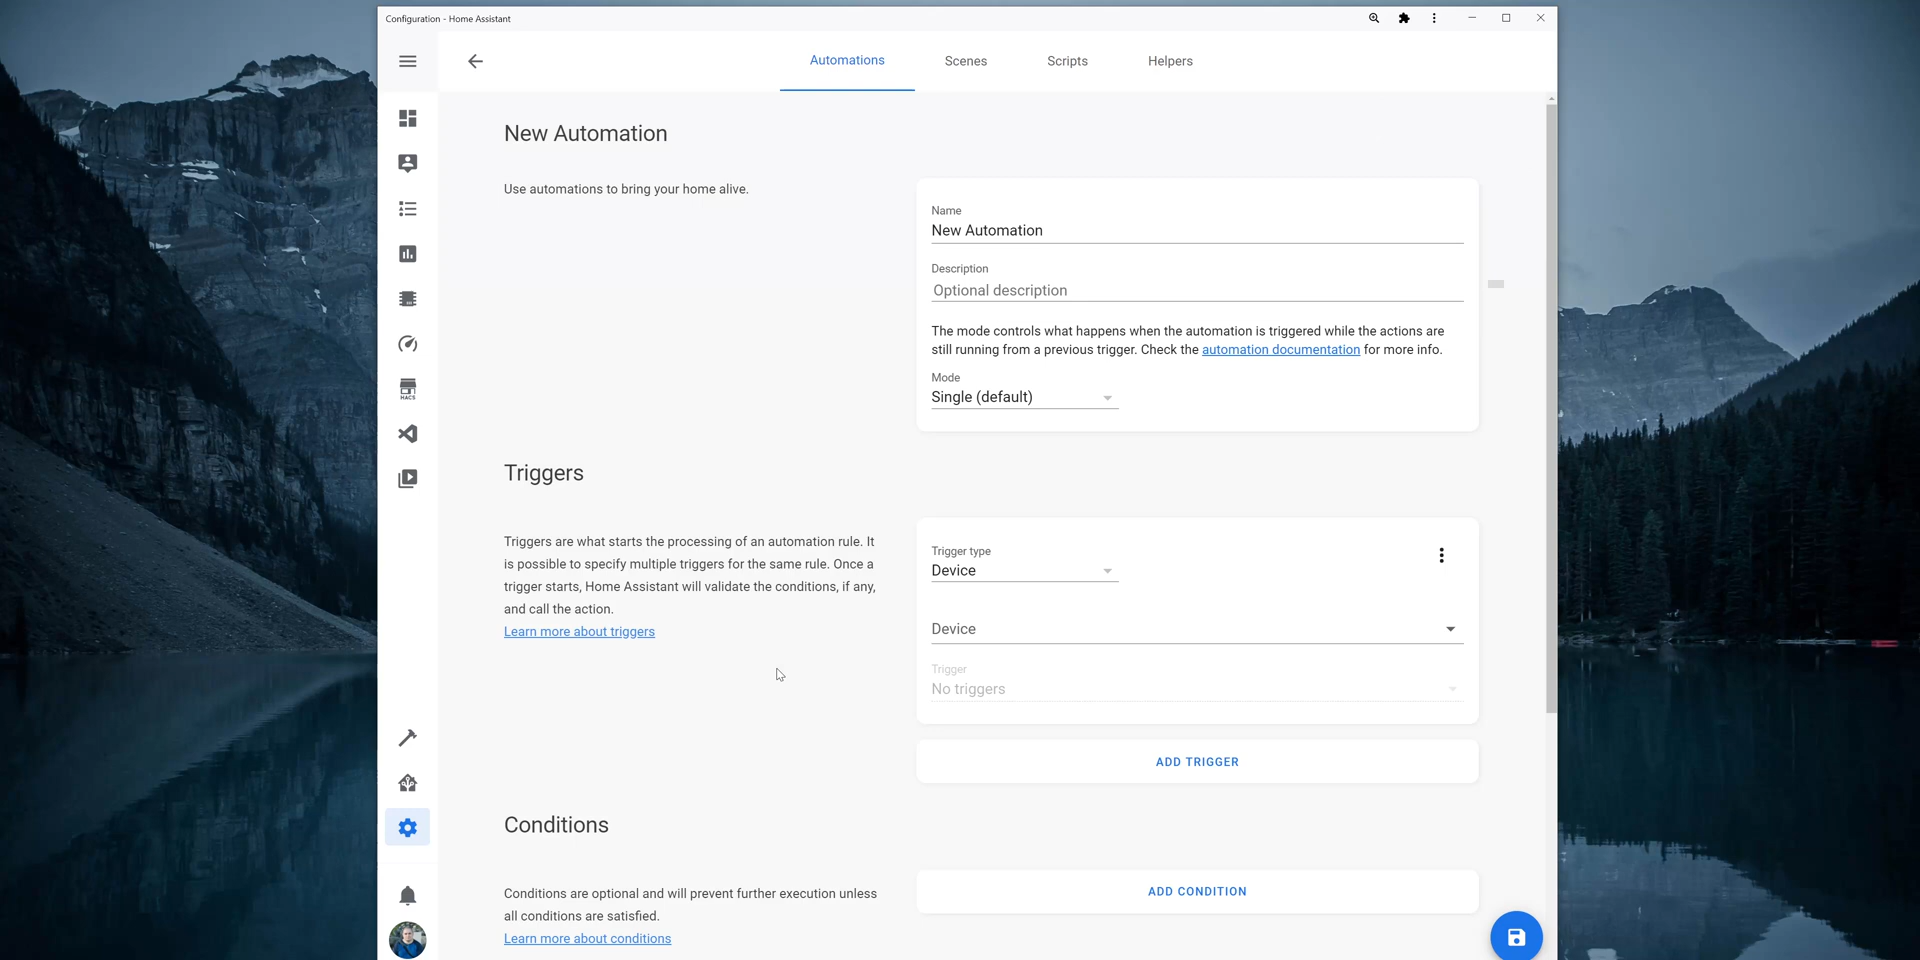 Configuration - Home Assistant
Automations
Scenes
Scripts
Helpers
New Automation
Use automations to bring your home alive.
Name
New Automation
Description
Optional description
The mode controls what happens when the automation is triggered while the actions are
still running from a previous trigger. Check the automation documentation for more info.
Mode
Single (default)
HACS
Triggers
Triggers are what starts the processing of an automation rule. It
is possible to specify multiple triggers for the same rule. Once a
trigger starts, Home Assistant will validate the conditions, if any,
and call the action.
Learn more about triggers
Trigger type
Device
Device
Trigger
No triggers
ADD TRIGGER
Conditions
Conditions are optional and will prevent further execution unless
all conditions are satisfied.
Learn more about conditions
ADD CONDITION